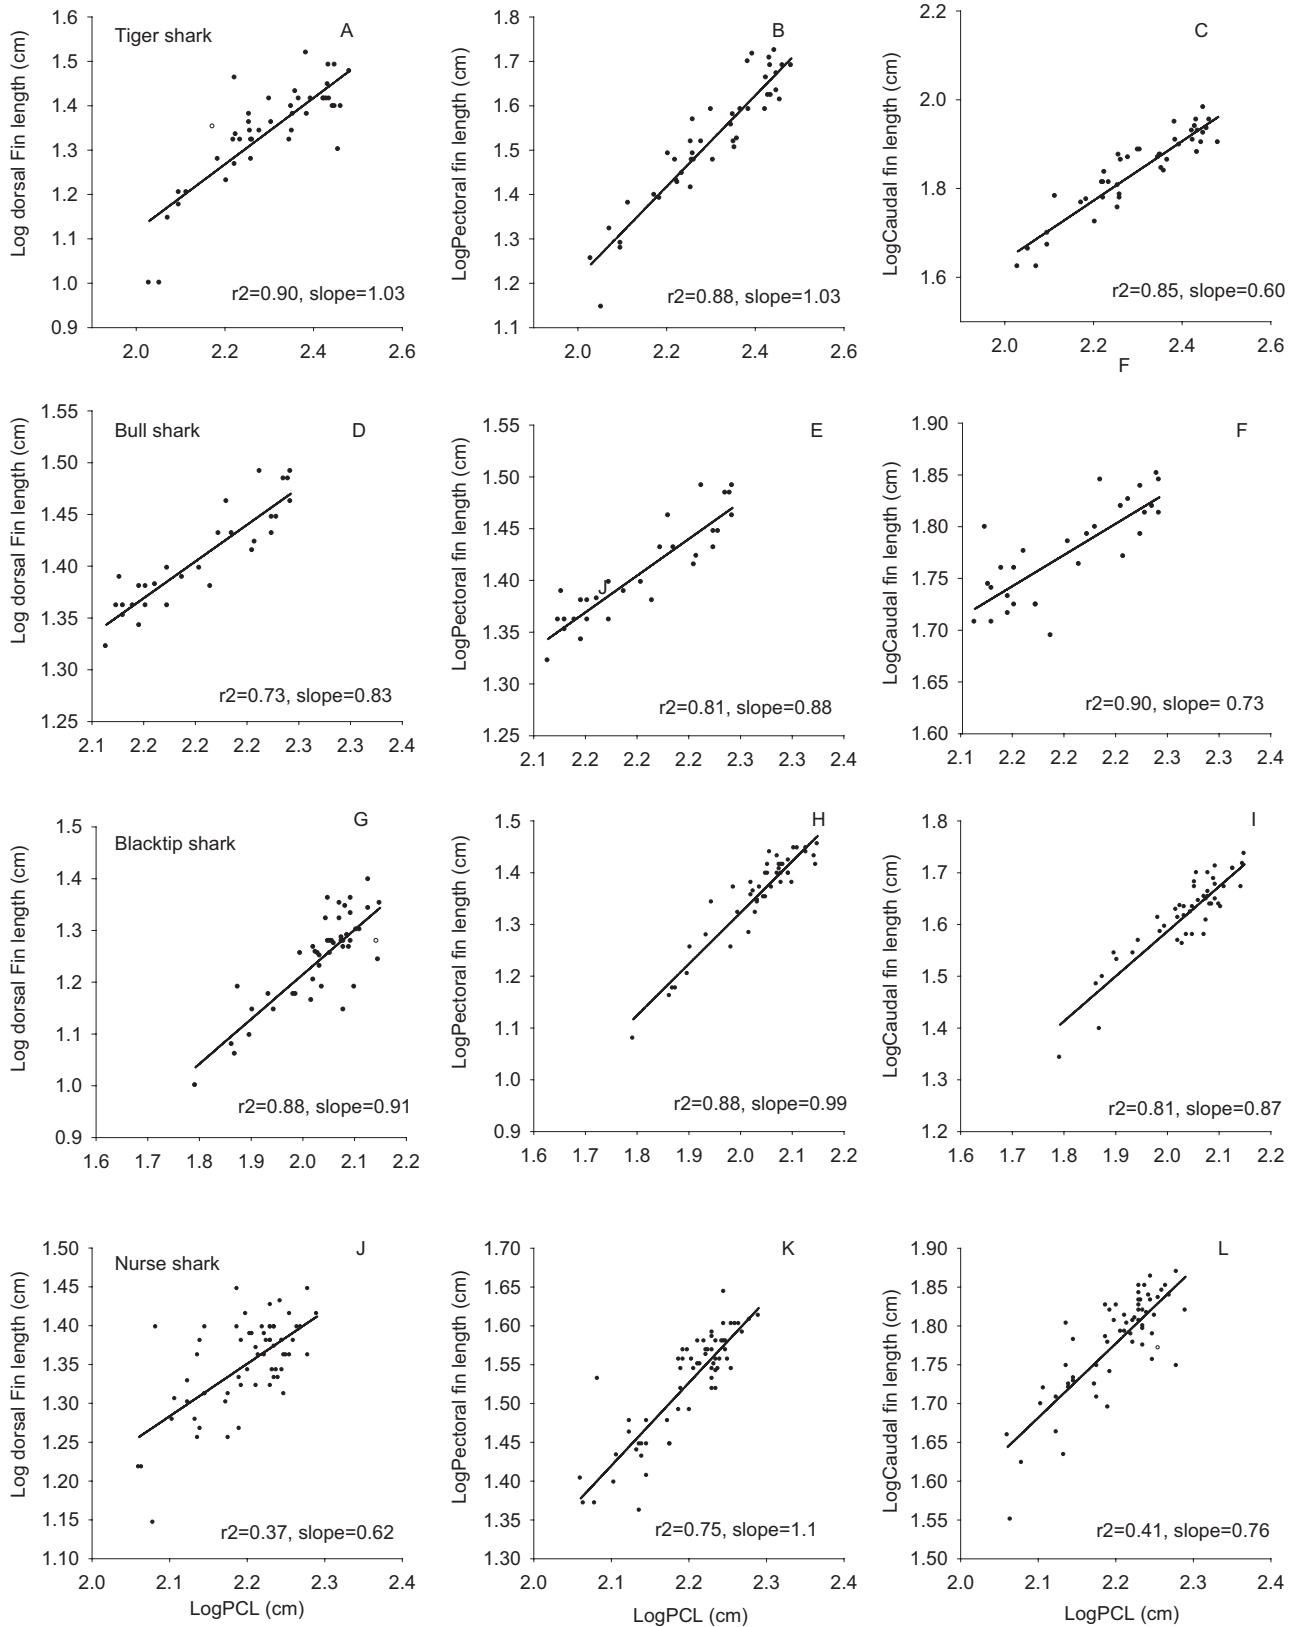 Log dorsal Fin length (cm)
1.6
1.5
1.4
1.3
1.2
1.1
1.0
0.9
Tiger shark
A
r2=0.90, slope=1.03
2.0 2.2 2.4 2.6
LogPectoral fin length (cm)
1.8
1.7
1.6
1.5
1.4
1.3
1.2
1.1
B
r2=0.88, slope=1.03
2.0 2.2 2.4 2.6
LogCaudal fin length (cm)
2.2
2.0
1.8
1.6
C
r2=0.85, slope=0.60
2.0 2.2 2.4 2.6
F
Log dorsal Fin length (cm)
1.55
1.50
1.45
1.40
1.35
1.30
1.25
Bull shark
D
r2=0.73, slope=0.83
2.1 2.2 2.2 2.2 2.3 2.3 2.4
LogPectoral fin length (cm)
1.55
1.50
1.45
1.40
1.35
1.30
1.25
E
J
r2=0.81, slope=0.88
2.1 2.2 2.2 2.2 2.3 2.3 2.4
LogCaudal fin length (cm)
1.90
1.85
1.80
1.75
1.70
1.65
1.60
F
r2=0.90, slope= 0.73
2.1 2.2 2.2 2.2 2.3 2.3 2.4
Log dorsal Fin length (cm)
1.5
1.4
1.3
1.2
1.1
1.0
0.9
Blacktip shark
G
r2=0.88, slope=0.91
1.6 1.7 1.8 1.9 2.0 2.1 2.2
LogPectoral fin length (cm)
1.5
1.4
1.3
1.2
1.1
1.0
0.9
H
r2=0.88, slope=0.99
1.6 1.7 1.8 1.9 2.0 2.1 2.2
LogCaudal fin length (cm)
1.8
1.7
1.6
1.5
1.4
1.3
1.2
I
r2=0.81, slope=0.87
1.6 1.7 1.8 1.9 2.0 2.1 2.2
Log dorsal Fin length (cm)
1.50
1.45
1.40
1.35
1.30
1.25
1.20
1.15
1.10
Nurse shark
J
r2=0.37, slope=0.62
2.0 2.1 2.2 2.3 2.4
LogPCL (cm)
LogPectoral fin length (cm)
1.70
1.65
1.60
1.55
1.50
1.45
1.40
1.35
1.30
K
r2=0.75, slope=1.1
2.0 2.1 2.2 2.3 2.4
LogPCL (cm)
LogCaudal fin length (cm)
1.90
1.85
1.80
1.75
1.70
1.65
1.60
1.55
1.50
L
r2=0.41, slope=0.76
2.0 2.1 2.2 2.3 2.4
LogPCL (cm)